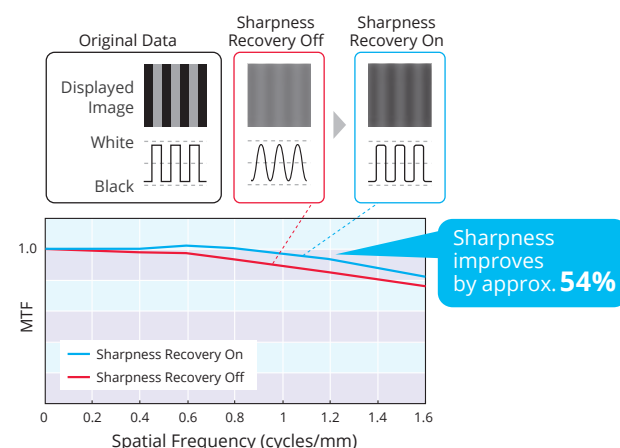 Original Data
Sharpness
Recovery Off
Sharpness
Recovery On
Displayed
Image
White
Black
1.0
MTF
Sharpness
improves
by approx. 54%
Sharpness Recovery On
Sharpness Recovery Off
0 0.2 0.4 0.6 0.8 1 1.2 1.4 1.6
Spatial Frequency (cycles/mm)